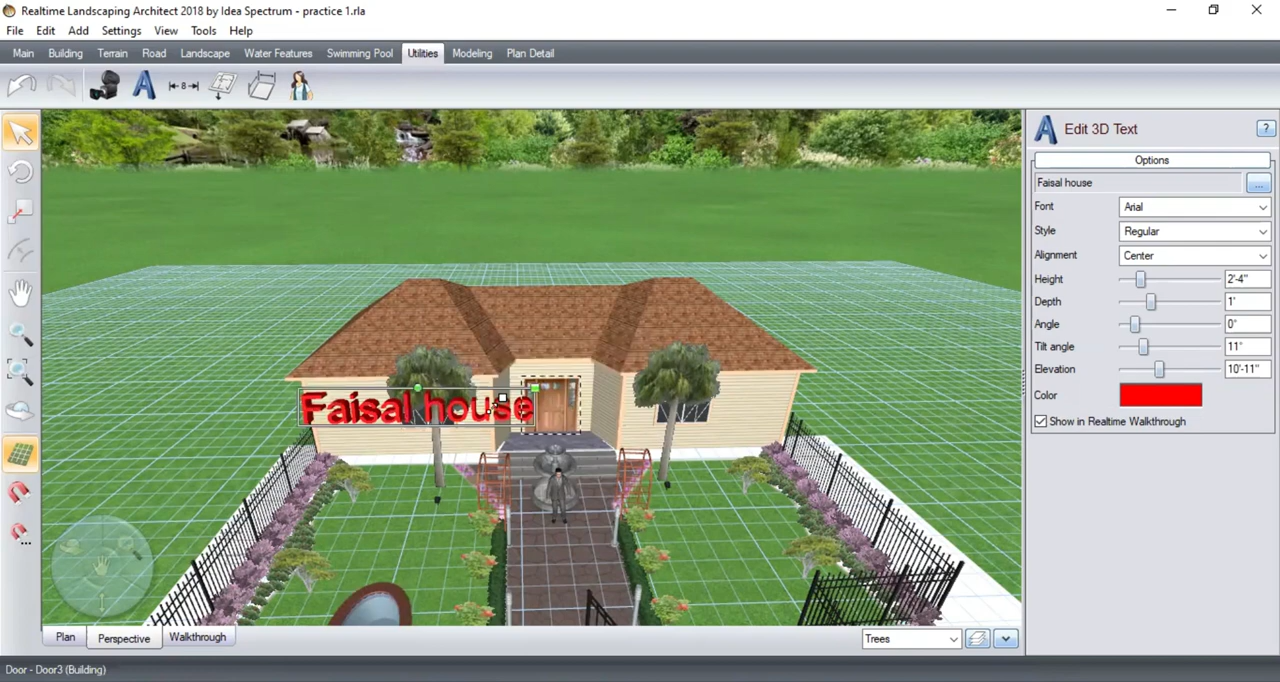 Realtime Landscaping Architect 2018 by Idea Spectrum - practice 1.rla
File Edit Add Settings View Tools Help
Main Building Terrain Road Landscape Water Features Swimming Pool Utilities Modeling Plan Detail
8
Edit 3D Text
?
Options
Faisal house
...
Font Arial
Style Regular
Alignment Center
Height 2'-4"
Depth 1'
Angle 0°
Tilt angle 11°
Elevation 10'-11"
Color
Show in Realtime Walkthrough
Faisal house
Plan Perspective Walkthrough
Trees
Door - Door3 (Building)